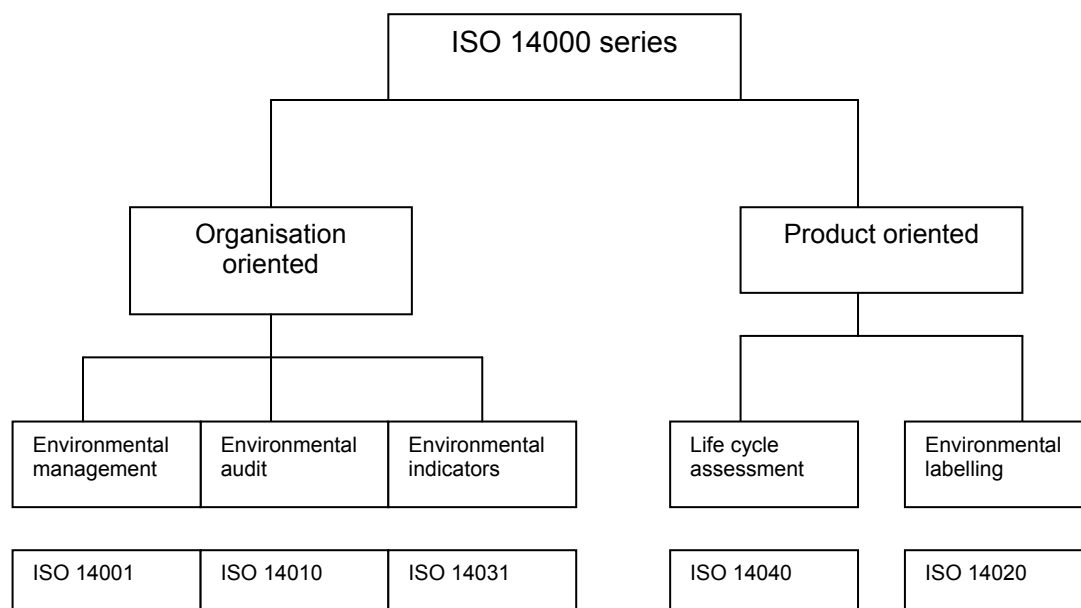 ISO 14000 series
Organisation
oriented
Product oriented
Environmental
management
Environmental
audit
Environmental
indicators
Life cycle
assessment
Environmental
labelling
ISO 14001
ISO 14010
ISO 14031
ISO 14040
ISO 14020